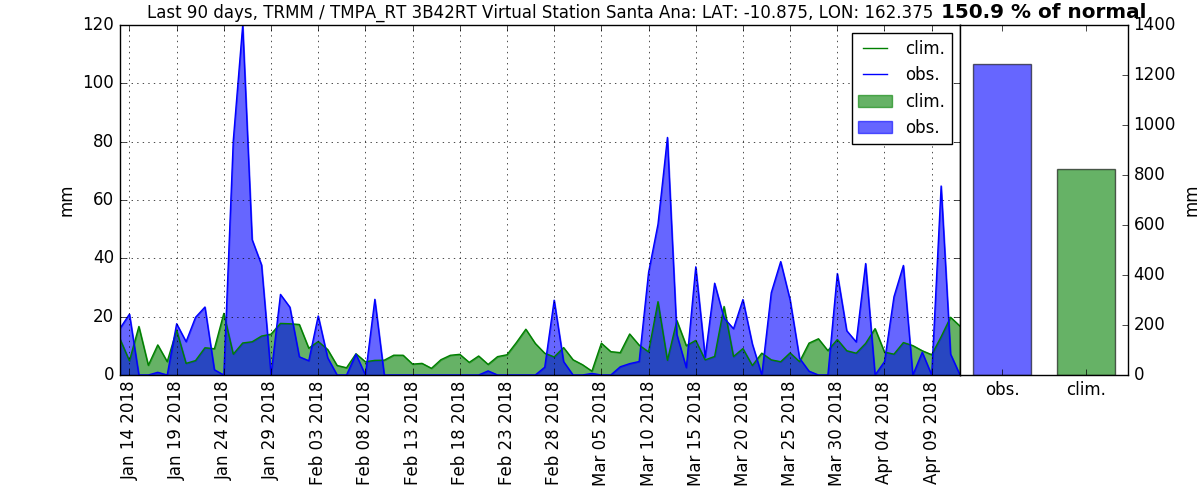 Last 90 days, TRMM / TMPA_RT 3B42RT Virtual Station Santa Ana: LAT: -10.875, LON: 162.375 150.9 % of normal
120
100
80
60
40
20
0
mm
clim.
obs.
clim.
obs.
1400
1200
1000
800
600
400
200
0
mm
Jan 14 2018
Jan 19 2018
Jan 24 2018
Jan 29 2018
Feb 03 2018
Feb 08 2018
Feb 13 2018
Feb 18 2018
Feb 23 2018
Feb 28 2018
Mar 05 2018
Mar 10 2018
Mar 15 2018
Mar 20 2018
Mar 25 2018
Mar 30 2018
Apr 04 2018
Apr 09 2018
obs.
clim.